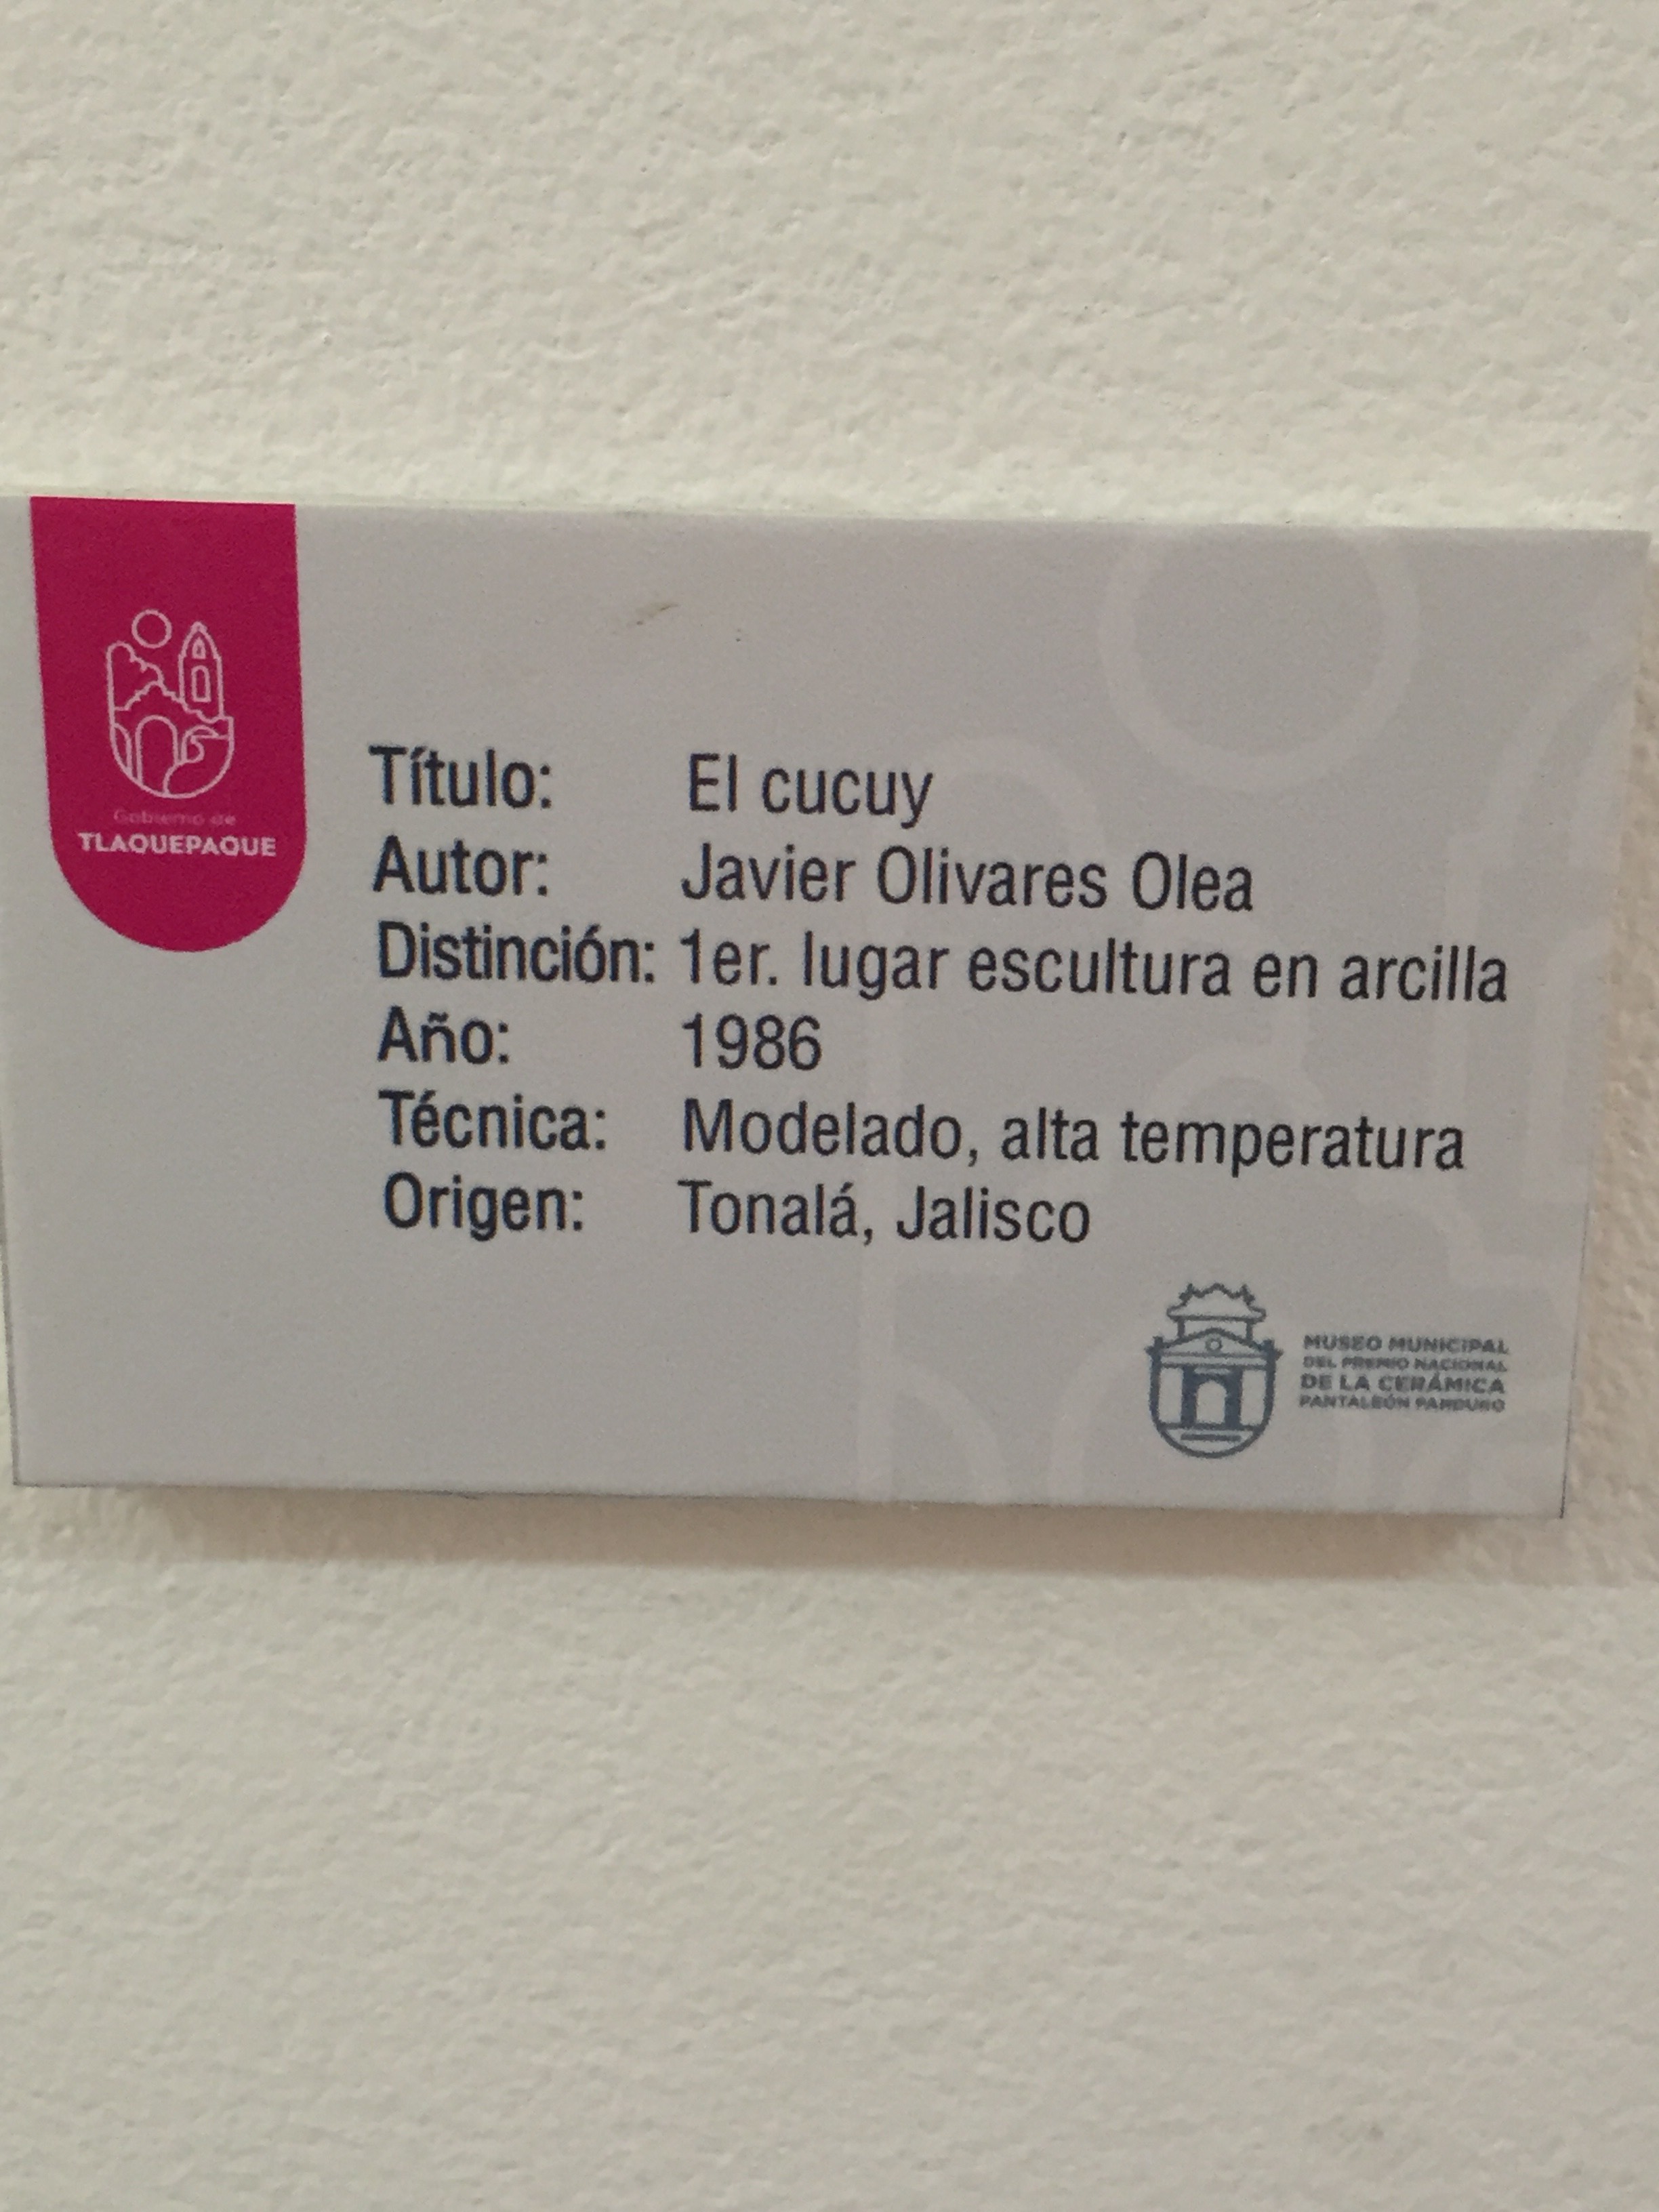 Gobierno de
TLAQUEPAQUE
Título: El cucuy
Autor: Javier Olivares Olea
Distinción: 1er. lugar escultura en arcilla
Año: 1986
Técnica: Modelado, alta temperatura
Origen: Tonalá, Jalisco
MUSEO MUNICIPAL
DEL PREMIO NACIONAL
DE LA CERÁMICA
PANTALEÓN PANDURO